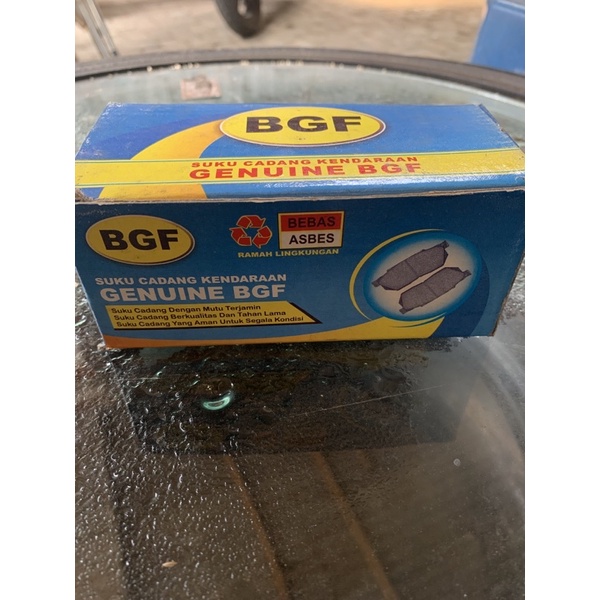 BGF
SUKU CADANG KENDARAAN
GENUINE BGF
BGF
BEBAS
ASBES
RAMAH LINGKUNGAN
SUKU CADANG KENDARAAN
GENUINE BGF
Suku Cadang Dengan Mutu Terjamin
Suku Cadang Berkualitas Dan Tahan Lama
Suku Cadang Yang Aman Untuk Segala Kondisi